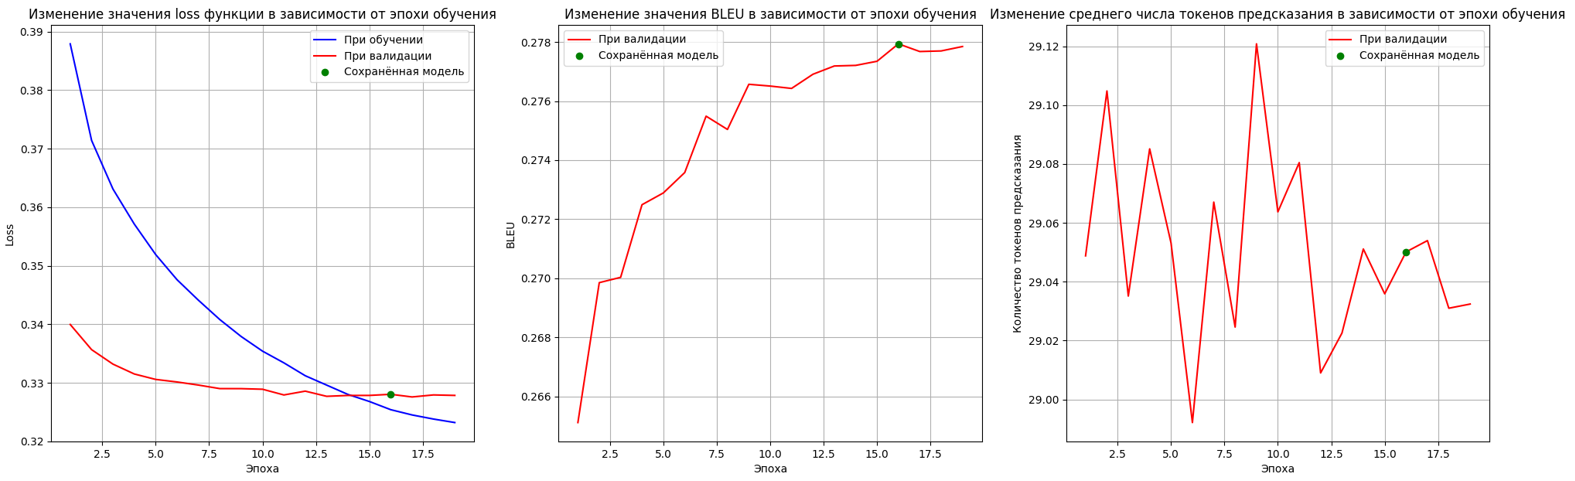 Изменение значения loss функции в зависимости от эпохи обучения
0.39
0.38
0.37
0.36
0.35
0.34
0.33
0.32
Loss
При обучении
При валидации
Сохранённая модель
2.5 5.0 7.5 10.0 12.5 15.0 17.5
Эпоха
Изменение значения BLEU в зависимости от эпохи обучения
0.278
0.276
0.274
0.272
0.270
0.268
0.266
BLEU
При валидации
Сохранённая модель
2.5 5.0 7.5 10.0 12.5 15.0 17.5
Эпоха
Изменение среднего числа токенов предсказания в зависимости от эпохи обучения
29.12
29.10
29.08
29.06
29.04
29.02
29.00
Количество токенов предсказания
При валидации
Сохранённая модель
2.5 5.0 7.5 10.0 12.5 15.0 17.5
Эпоха